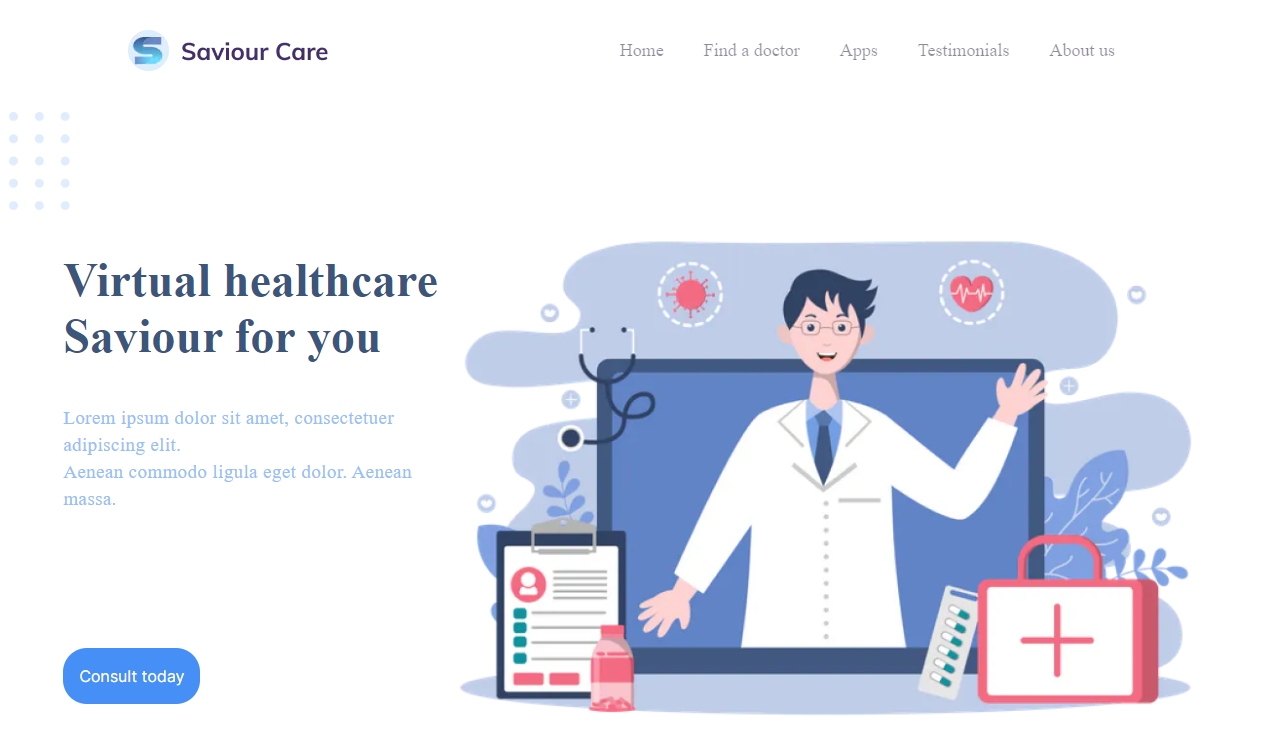 Saviour Care
Home Find a doctor Apps Testimonials About us
Virtual healthcare
Saviour for you
Lorem ipsum dolor sit amet, consectetuer
adipiscing elit.
Aenean commodo ligula eget dolor. Aenean
massa.
Consult today